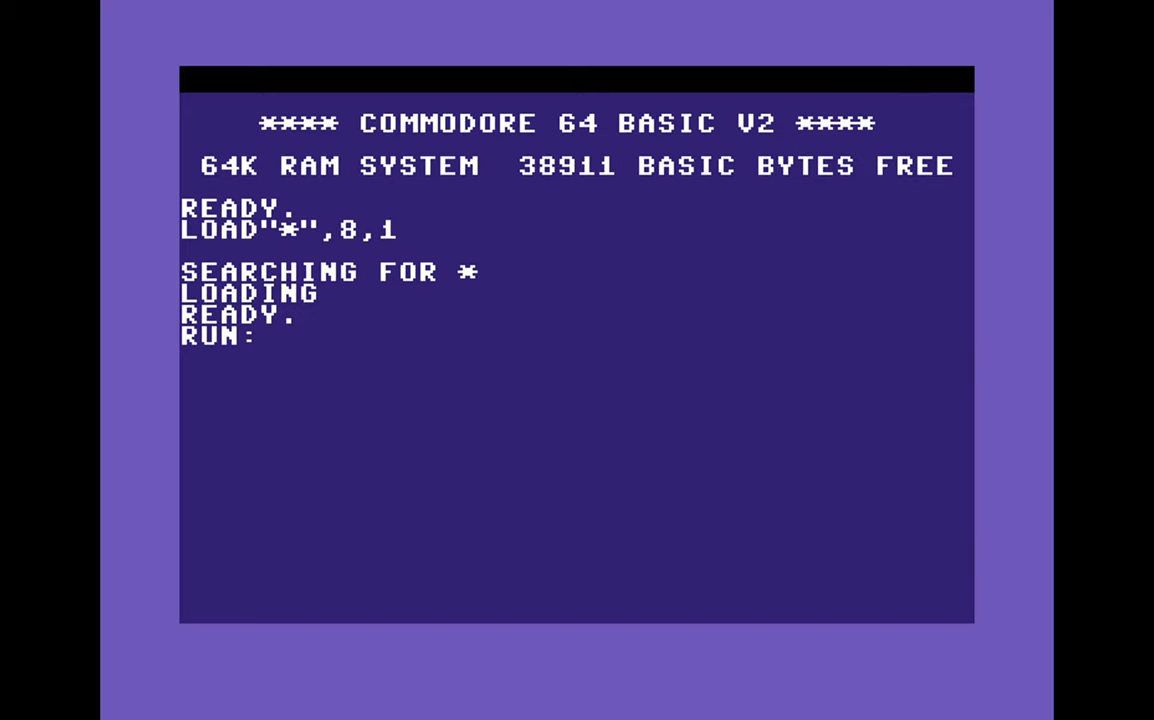 **** COMMODORE 64 BASIC V2 ****
64K RAM SYSTEM  38911 BASIC BYTES FREE
READY.
LOAD"*",8,1
SEARCHING FOR *
LOADING
READY.
RUN: